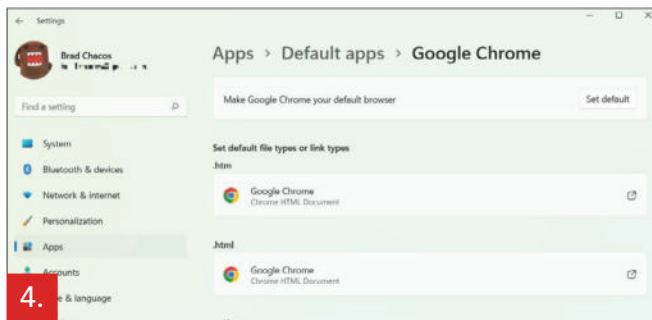 Settings
Brad Chacos
Find a setting
System
Bluetooth & devices
Network & internet
Personalization
Apps
Accounts
& language
4.
Apps > Default apps > Google Chrome
Make Google Chrome your default browser
Set default
Set default file types or link types
.htm
Google Chrome
Chrome HTML Document
.html
Google Chrome
Chrome HTML Document